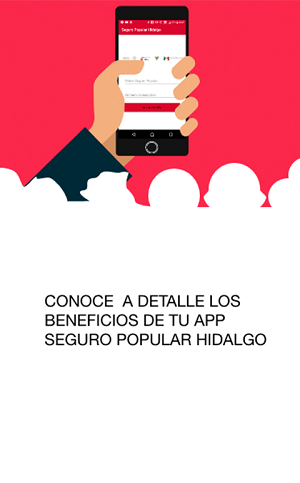 Seguro Popular Hidalgo
CONOCE  A DETALLE LOS
BENEFICIOS DE TU APP
SEGURO POPULAR HIDALGO